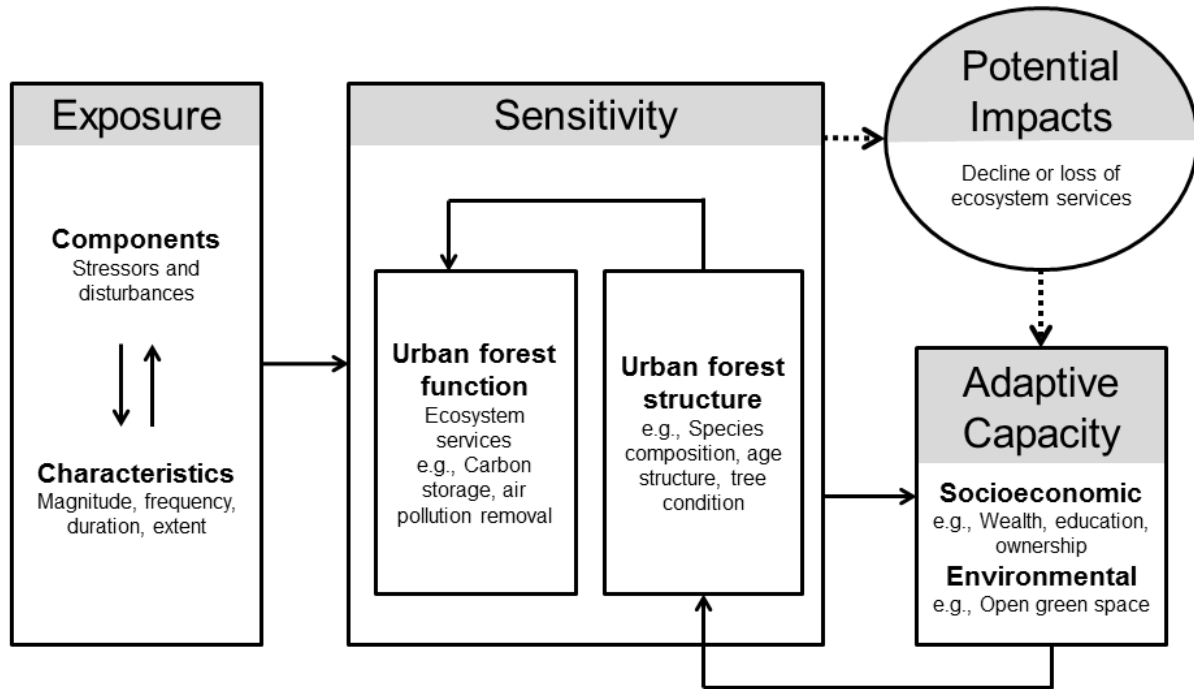 Exposure
Components
Stressors and
disturbances
Characteristics
Magnitude, frequency,
duration, extent
Sensitivity
Urban forest
function
Ecosystem
services
e.g., Carbon
storage, air
pollution removal
Urban forest
structure
e.g., Species
composition, age
structure, tree
condition
Potential
Impacts
Decline or loss of
ecosystem services
Adaptive
Capacity
Socioeconomic
e.g., Wealth, education,
ownership
Environmental
e.g., Open green space